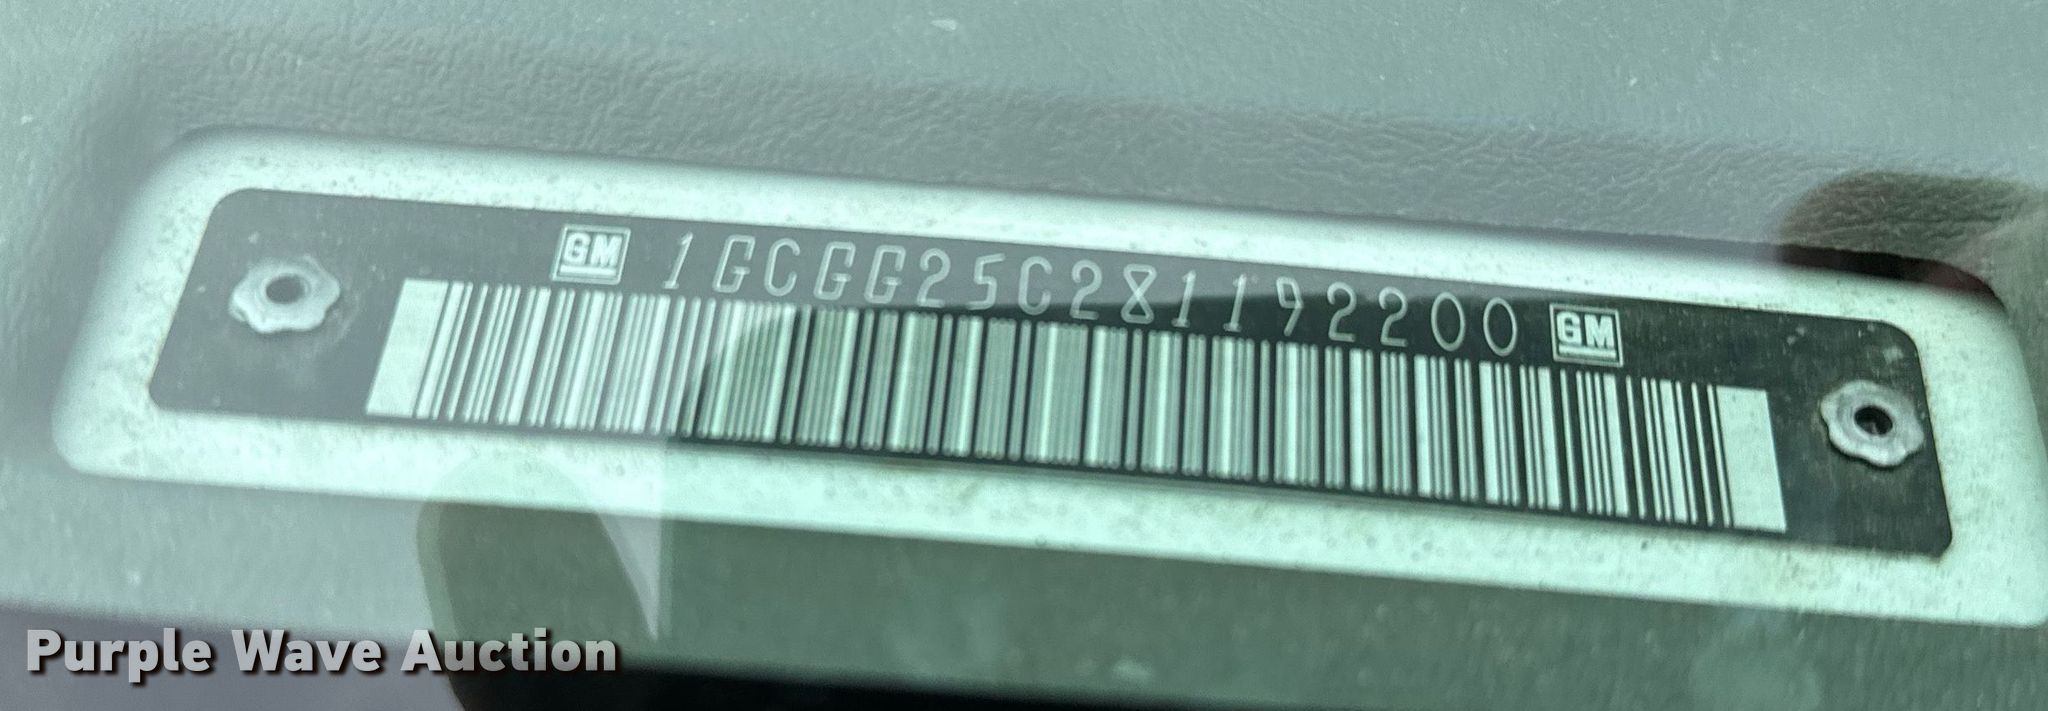 GM 1GCGG25C281192200 GM
Purple Wave Auction